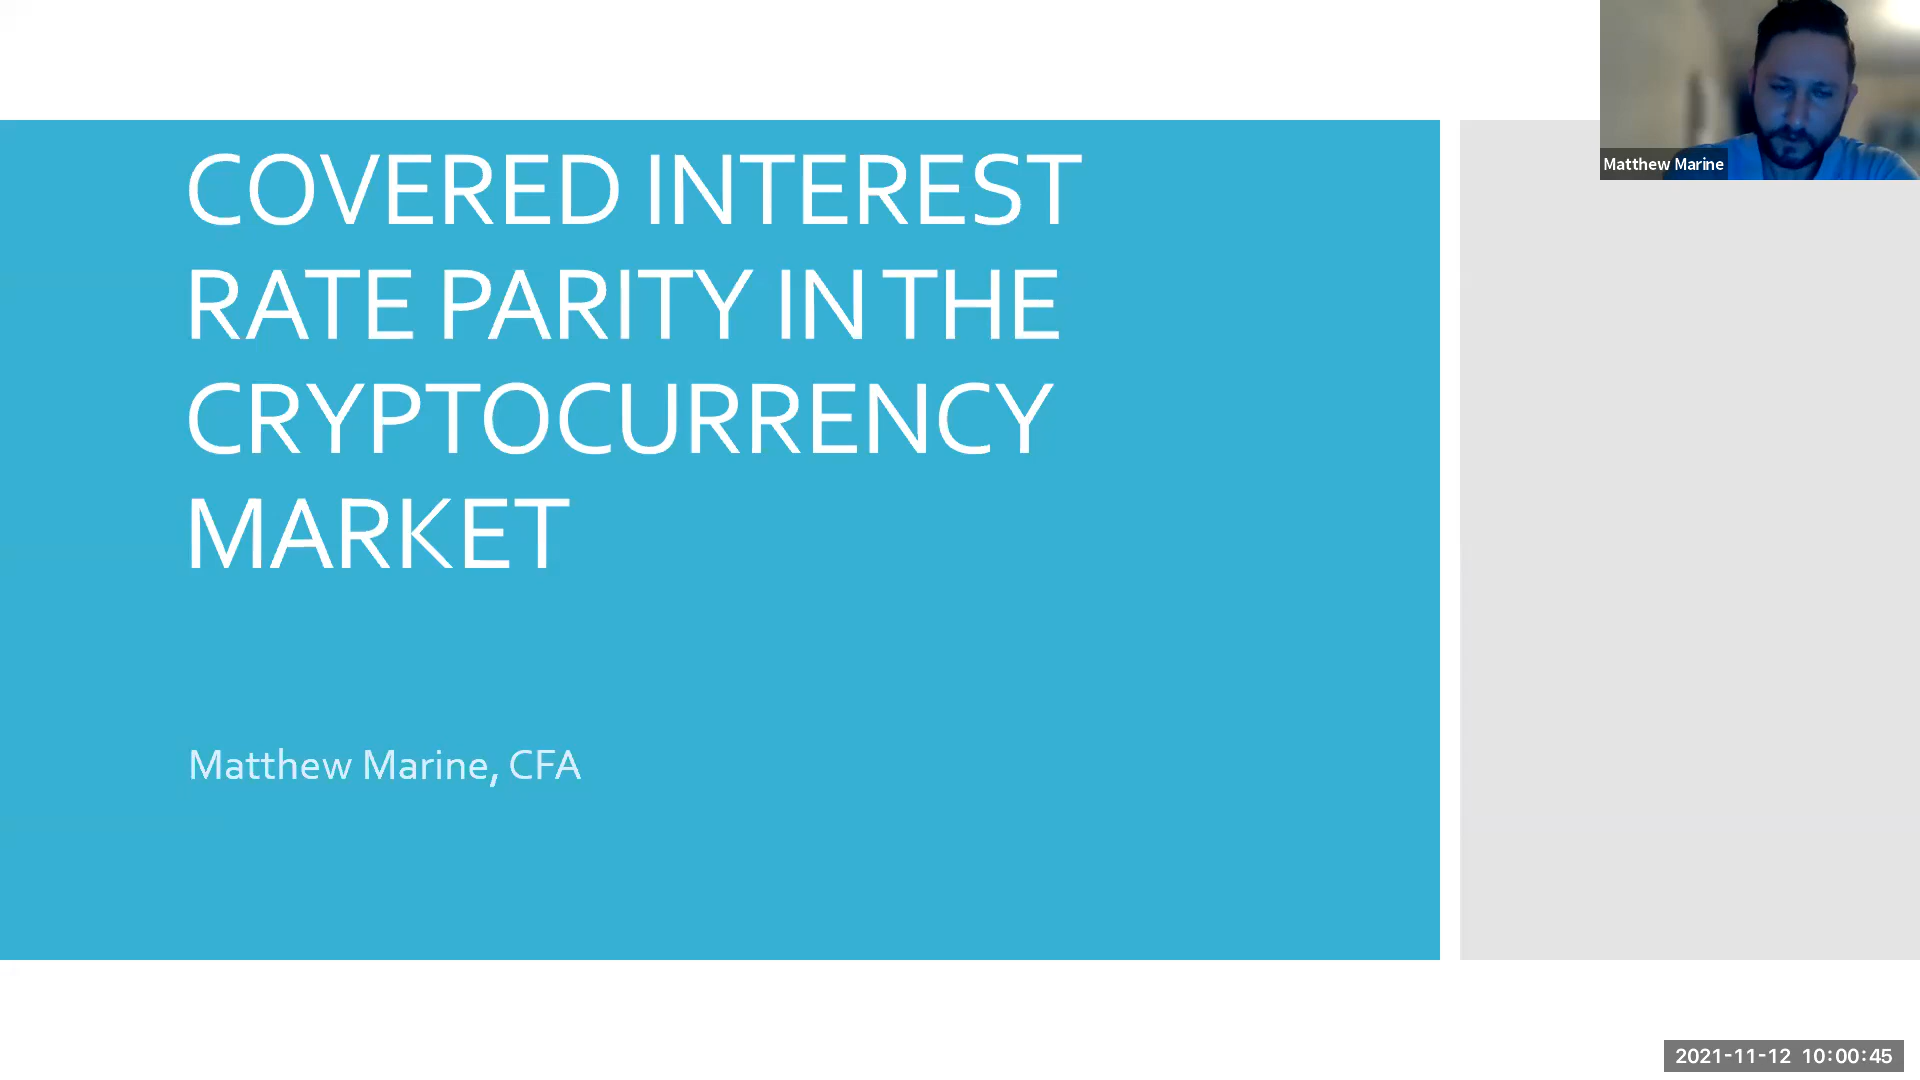 COVERED INTEREST
RATE PARITY IN THE
CRYPTOCURRENCY
MARKET
Matthew Marine, CFA
Matthew Marine
2021-11-12 10:00:45